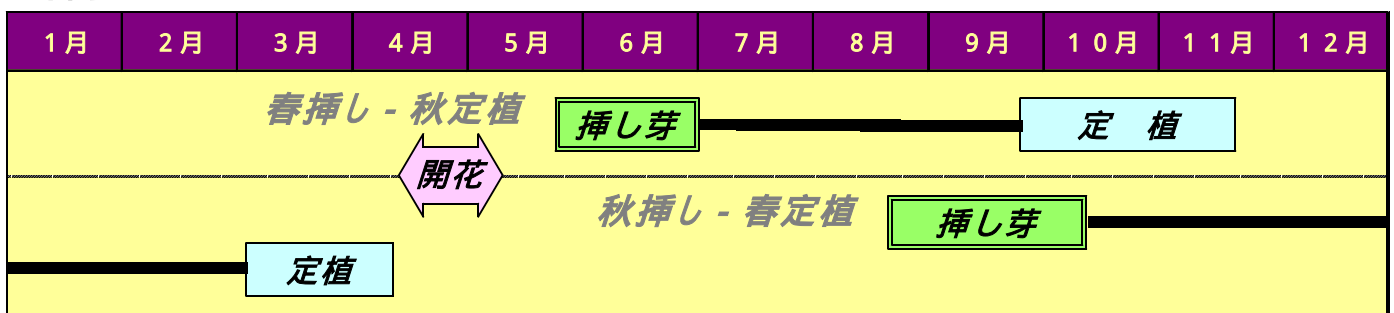 1月 2月 3月 4月 5月 6月 7月 8月 9月 10月 11月 12月
春挿し - 秋定植
挿し芽
定 植
開花
秋挿し - 春定植
挿し芽
定植